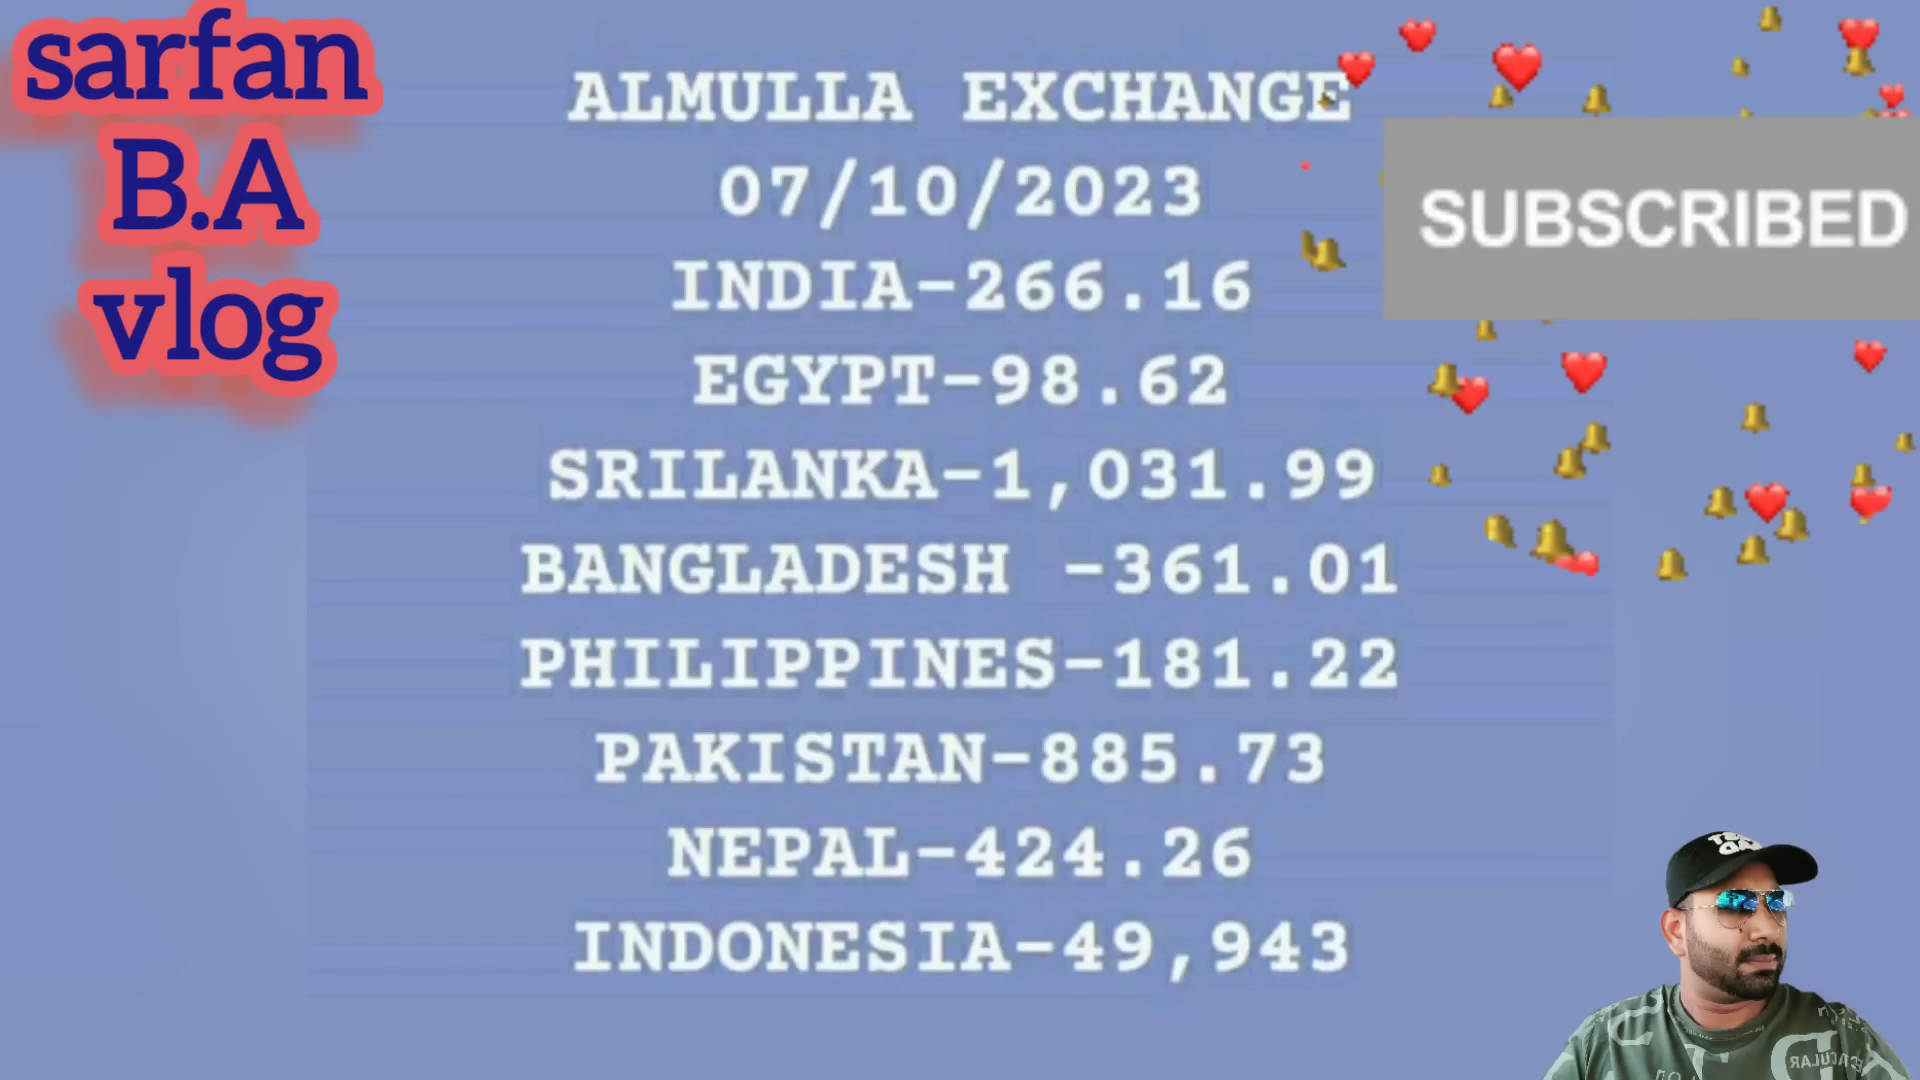 sarfan
B.A
vlog
ALMULLA EXCHANGE
07/10/2023
INDIA-266.16
EGYPT-98.62
SRILANKA-1,031.99
BANGLADESH -361.01
PHILIPPINES-181.22
PAKISTAN-885.73
NEPAL-424.26
INDONESIA-49,943
SUBSCRIBED